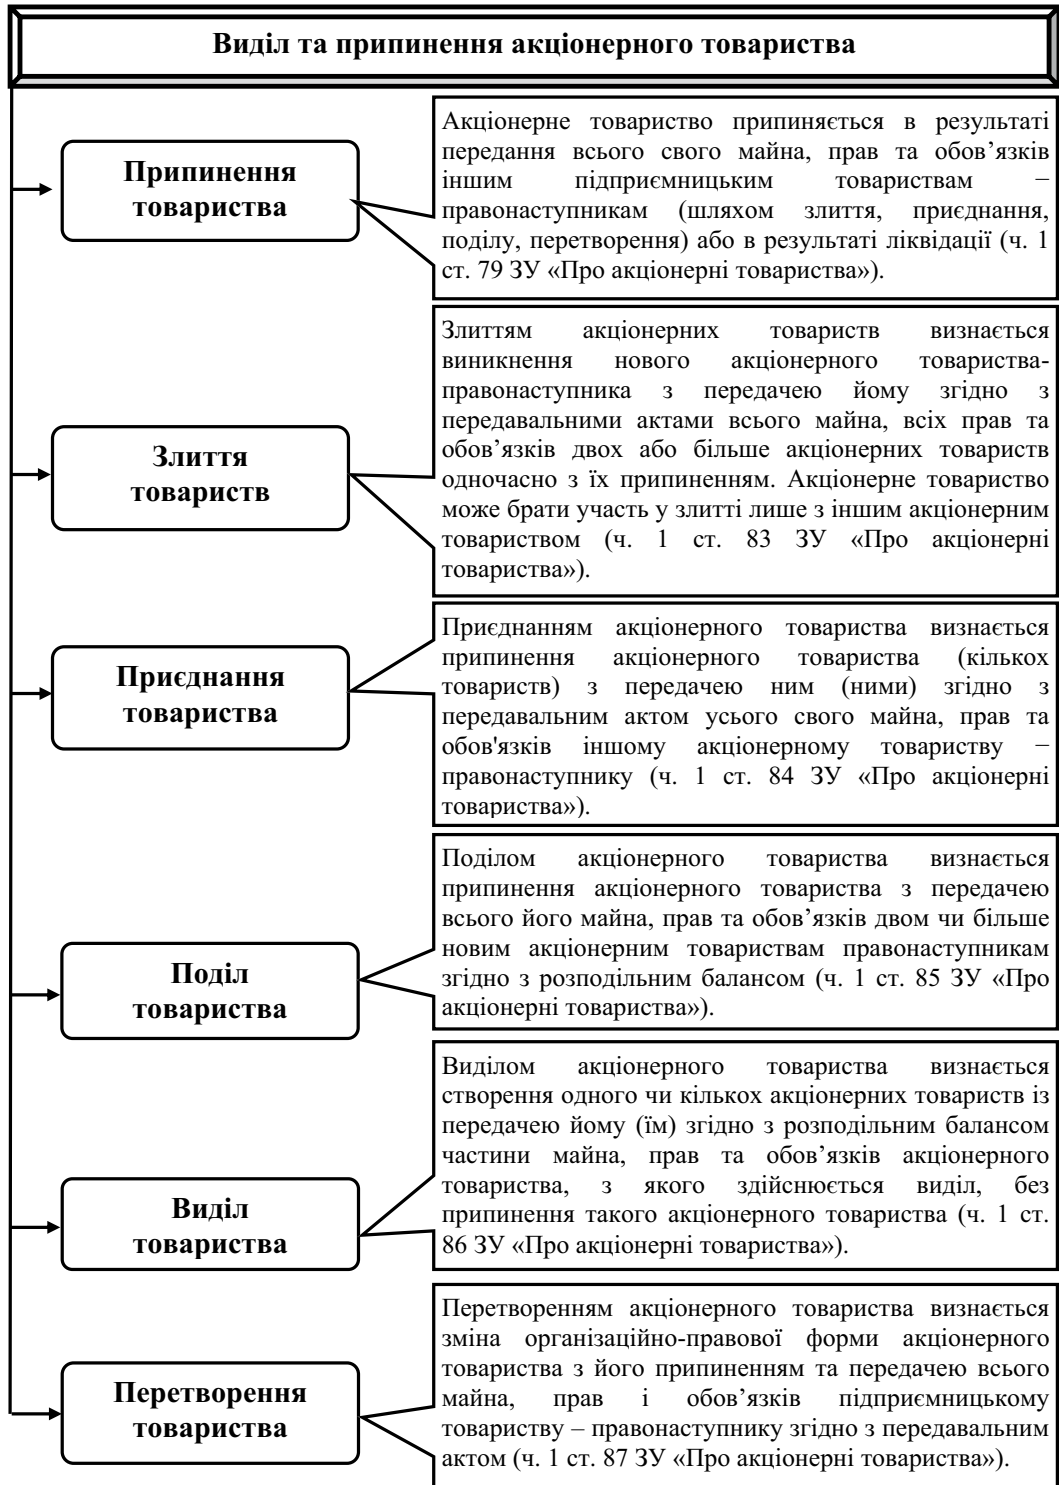 Виділ та припинення акціонерного товариства
Припинення
товариства
Акціонерне товариство припиняється в результаті
передання всього свого майна, прав та обов’язків
іншим підприємницьким товариствам –
правонаступникам (шляхом злиття, приєднання,
поділу, перетворення) або в результаті ліквідації (ч. 1
ст. 79 ЗУ «Про акціонерні товариства»).
Злиття
товариств
Злиттям акціонерних товариств визнається
виникнення нового акціонерного товариства-
правонаступника з передачею йому згідно з
передавальними актами всього майна, всіх прав та
обов’язків двох або більше акціонерних товариств
одночасно з їх припиненням. Акціонерне товариство
може брати участь у злитті лише з іншим акціонерним
товариством (ч. 1 ст. 83 ЗУ «Про акціонерні
товариства»).
Приєднання
товариства
Приєднанням акціонерного товариства визнається
припинення акціонерного товариства (кількох
товариств) з передачею ним (ними) згідно з
передавальним актом усього свого майна, прав та
обов'язків іншому акціонерному товариству –
правонаступнику (ч. 1 ст. 84 ЗУ «Про акціонерні
товариства»).
Поділ
товариства
Поділом акціонерного товариства визнається
припинення акціонерного товариства з передачею
всього його майна, прав та обов’язків двом чи більше
новим акціонерним товариствам правонаступникам
згідно з розподільним балансом (ч. 1 ст. 85 ЗУ «Про
акціонерні товариства»).
Виділ
товариства
Виділом акціонерного товариства визнається
створення одного чи кількох акціонерних товариств із
передачею йому (їм) згідно з розподільним балансом
частини майна, прав та обов’язків акціонерного
товариства, з якого здійснюється виділ, без
припинення такого акціонерного товариства (ч. 1 ст.
86 ЗУ «Про акціонерні товариства»).
Перетворення
товариства
Перетворенням акціонерного товариства визнається
зміна організаційно-правової форми акціонерного
товариства з його припиненням та передачею всього
майна, прав і обов’язків підприємницькому
товариству – правонаступнику згідно з передавальним
актом (ч. 1 ст. 87 ЗУ «Про акціонерні товариства»).